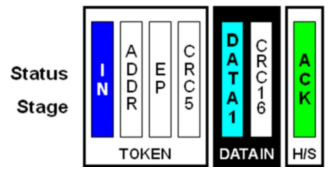 Status
Stage
IN
ADDR
EP
CRC5
DATA1
CRC16
ACK
TOKEN
DATAIN
H/S